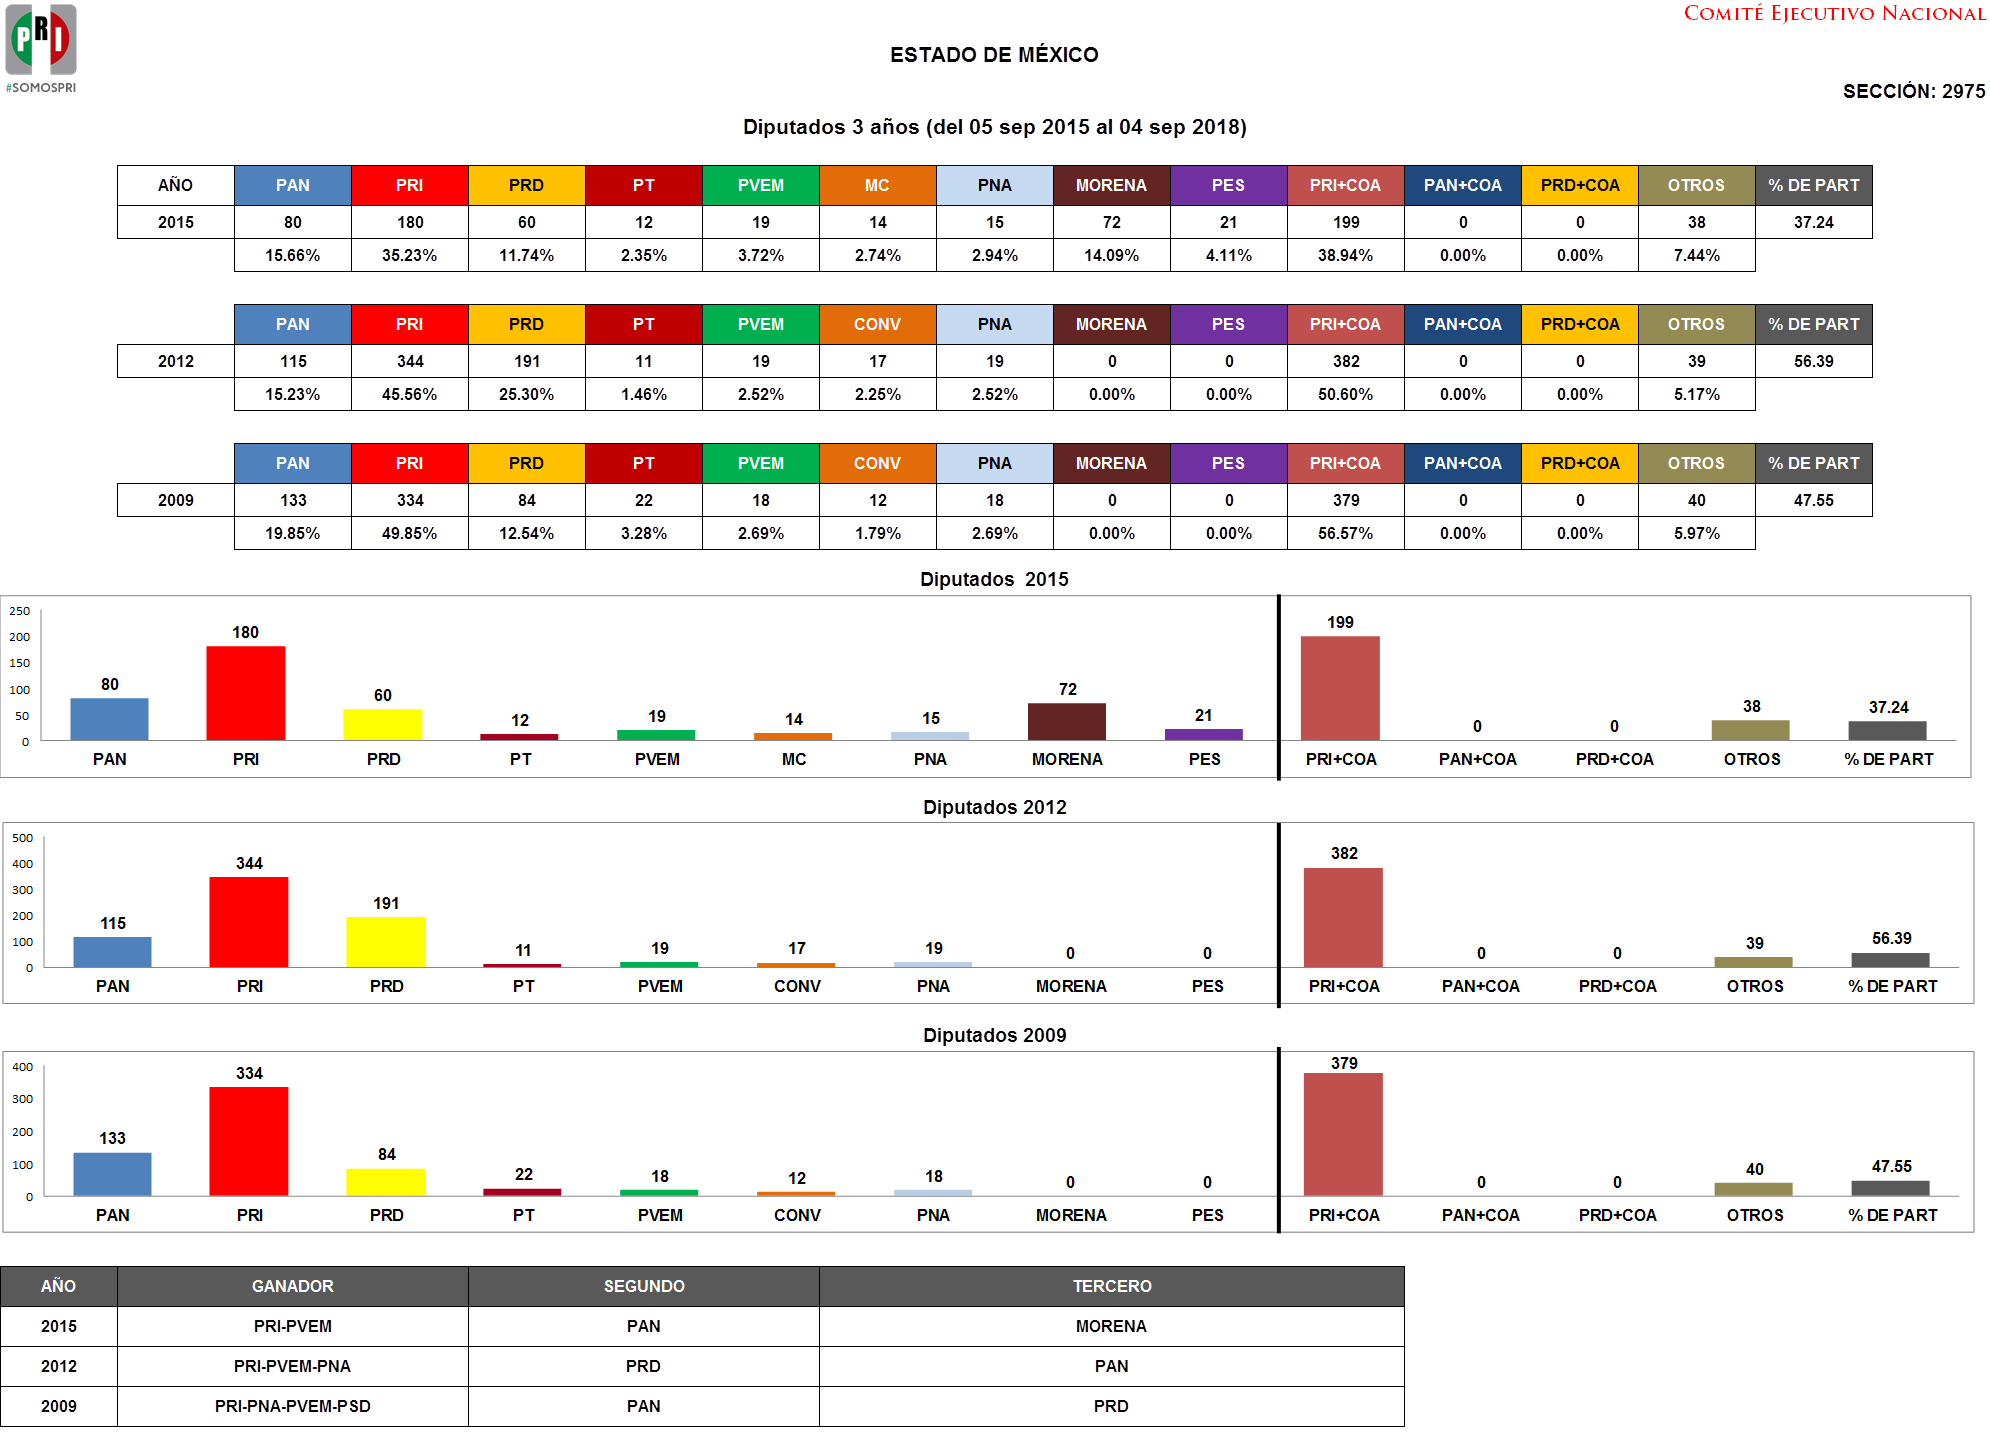 PRI
#SOMOSPRI
COMITÉ EJECUTIVO NACIONAL
ESTADO DE MÉXICO
SECCIÓN: 2975
Diputados 3 años (del 05 sep 2015 al 04 sep 2018)
AÑO PAN PRI PRD PT PVEM MC PNA MORENA PES PRI+COA PAN+COA PRD+COA OTROS % DE PART
2015 80 180 60 12 19 14 15 72 21 199 0 0 38 37.24
15.66% 35.23% 11.74% 2.35% 3.72% 2.74% 2.94% 14.09% 4.11% 38.94% 0.00% 0.00% 7.44%
PAN PRI PRD PT PVEM CONV PNA MORENA PES PRI+COA PAN+COA PRD+COA OTROS % DE PART
2012 115 344 191 11 19 17 19 0 0 382 0 0 39 56.39
15.23% 45.56% 25.30% 1.46% 2.52% 2.25% 2.52% 0.00% 0.00% 50.60% 0.00% 0.00% 5.17%
PAN PRI PRD PT PVEM CONV PNA MORENA PES PRI+COA PAN+COA PRD+COA OTROS % DE PART
2009 133 334 84 22 18 12 18 0 0 379 0 0 40 47.55
19.85% 49.85% 12.54% 3.28% 2.69% 1.79% 2.69% 0.00% 0.00% 56.57% 0.00% 0.00% 5.97%
Diputados 2015
250
200
150
100
50
0
80 180 60 12 19 14 15 72 21 199 0 0 38 37.24
PAN PRI PRD PT PVEM MC PNA MORENA PES PRI+COA PAN+COA PRD+COA OTROS % DE PART
Diputados 2012
500
400
300
200
100
0
115 344 191 11 19 17 19 0 0 382 0 0 39 56.39
PAN PRI PRD PT PVEM CONV PNA MORENA PES PRI+COA PAN+COA PRD+COA OTROS % DE PART
Diputados 2009
400
300
200
100
0
133 334 84 22 18 12 18 0 0 379 0 0 40 47.55
PAN PRI PRD PT PVEM CONV PNA MORENA PES PRI+COA PAN+COA PRD+COA OTROS % DE PART
AÑO GANADOR SEGUNDO TERCERO
2015 PRI-PVEM PAN MORENA
2012 PRI-PVEM-PNA PRD PAN
2009 PRI-PNA-PVEM-PSD PAN PRD